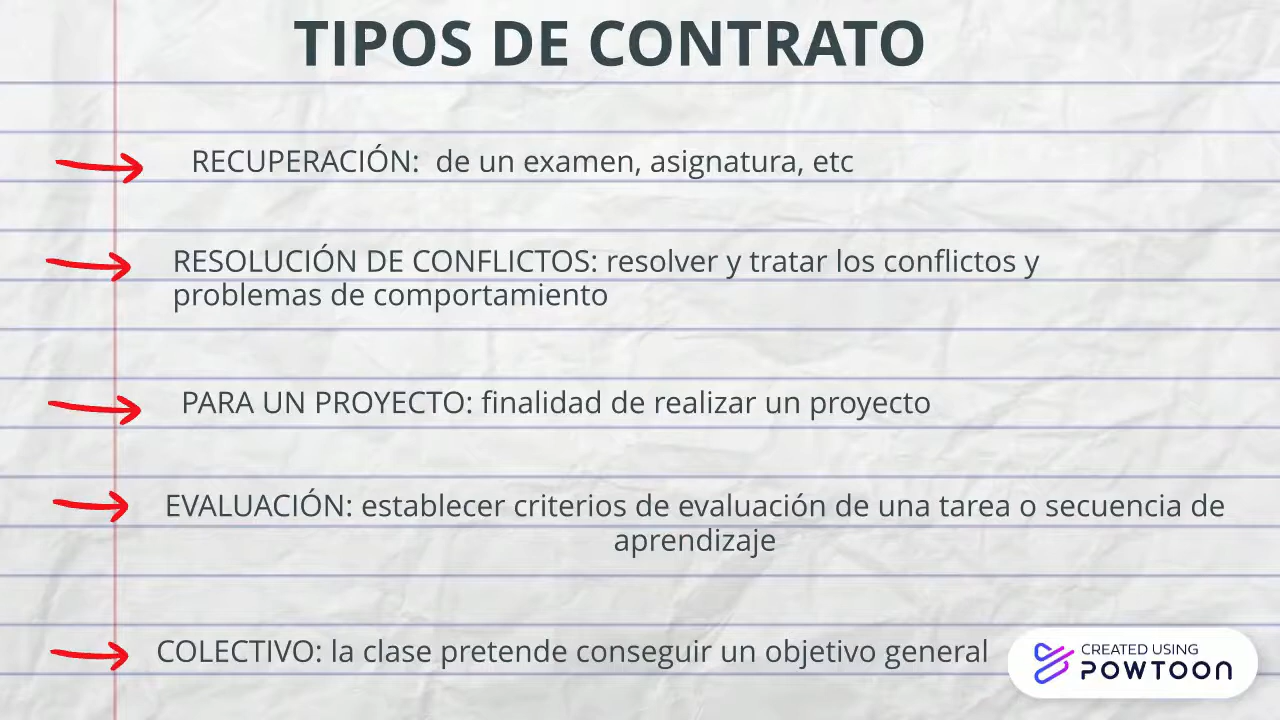 TIPOS DE CONTRATO
RECUPERACIÓN: de un examen, asignatura, etc
RESOLUCIÓN DE CONFLICTOS: resolver y tratar los conflictos y
problemas de comportamiento
PARA UN PROYECTO: finalidad de realizar un proyecto
EVALUACIÓN: establecer criterios de evaluación de una tarea o secuencia de
aprendizaje
COLECTIVO: la clase pretende conseguir un objetivo general
CREATED USING
POWTOON